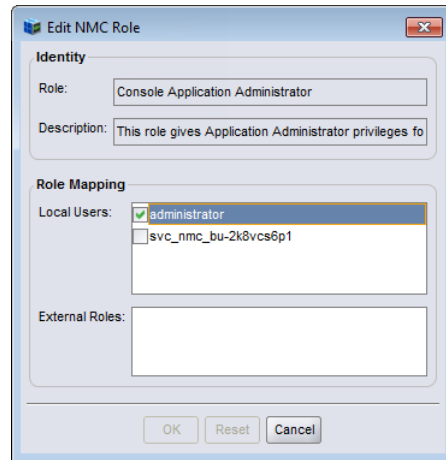 Edit NMC Role
Identity
Role: Console Application Administrator
Description: This role gives Application Administrator privileges fo
Role Mapping
Local Users: administrator
svc_nmc_bu-2k8vcs6p1
External Roles:
OK Reset Cancel